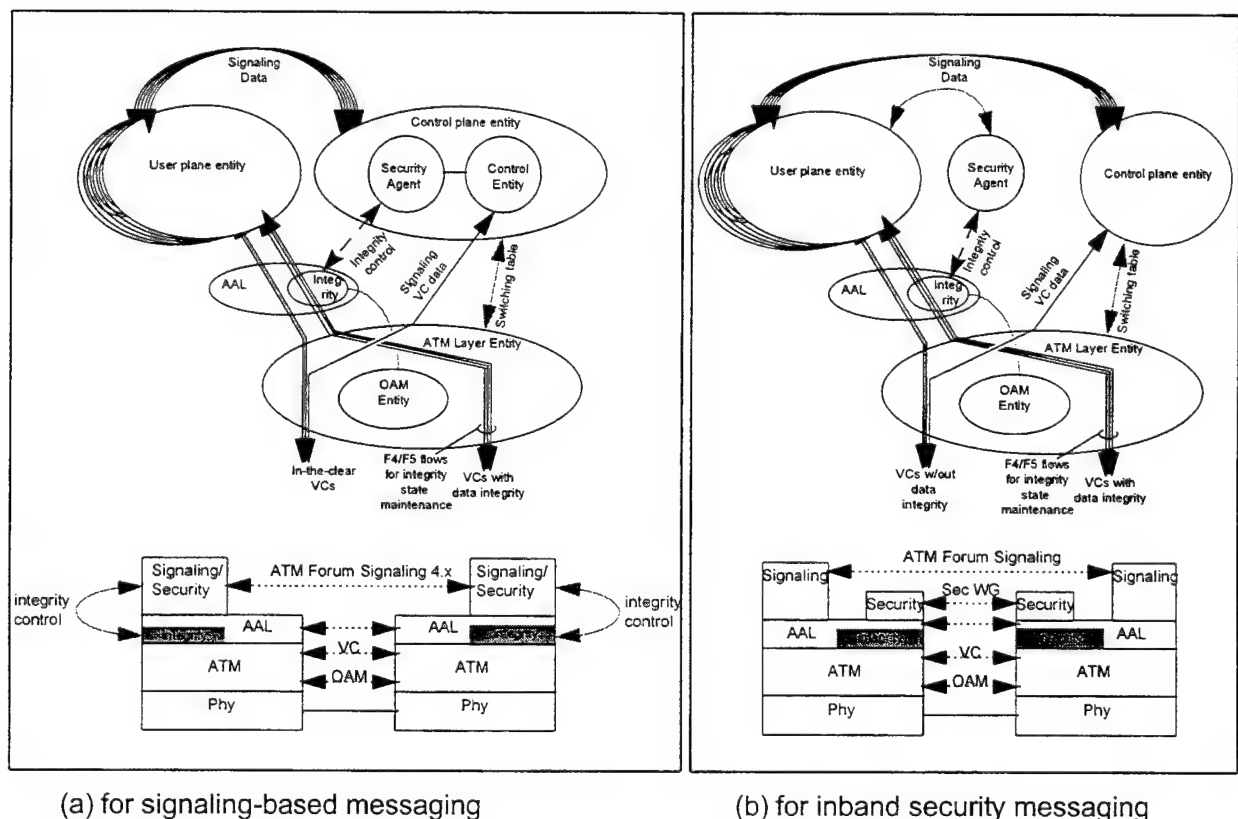 Signaling
Data
Control plane entity
User plane entity
Security
Agent
Control
Entity
Integrity
control
Signaling
VC data
Switching table
AAL
Integ
rity
ATM Layer Entity
OAM
Entity
In-the-clear
VCs
F4/F5 flows
for integrity
state
maintenance
VCs with
data integrity
Signaling/
Security
ATM Forum Signaling 4.x
Signaling/
Security
integrity
control
integrity
control
AAL
AAL
VC
ATM
ATM
OAM
Phy
Phy
(a) for signaling-based messaging
Signaling
Data
User plane entity
Security
Agent
Control plane entity
Integrity
control
Signaling
VC data
Switching table
AAL
Integ
rity
ATM Layer Entity
OAM
Entity
VCs w/out
data
integrity
F4/F5 flows
for integrity
state
maintenance
VCs with
data integrity
ATM Forum Signaling
Signaling
Signaling
Sec WG
Security
Security
AAL
AAL
VC
ATM
ATM
OAM
Phy
Phy
(b) for inband security messaging